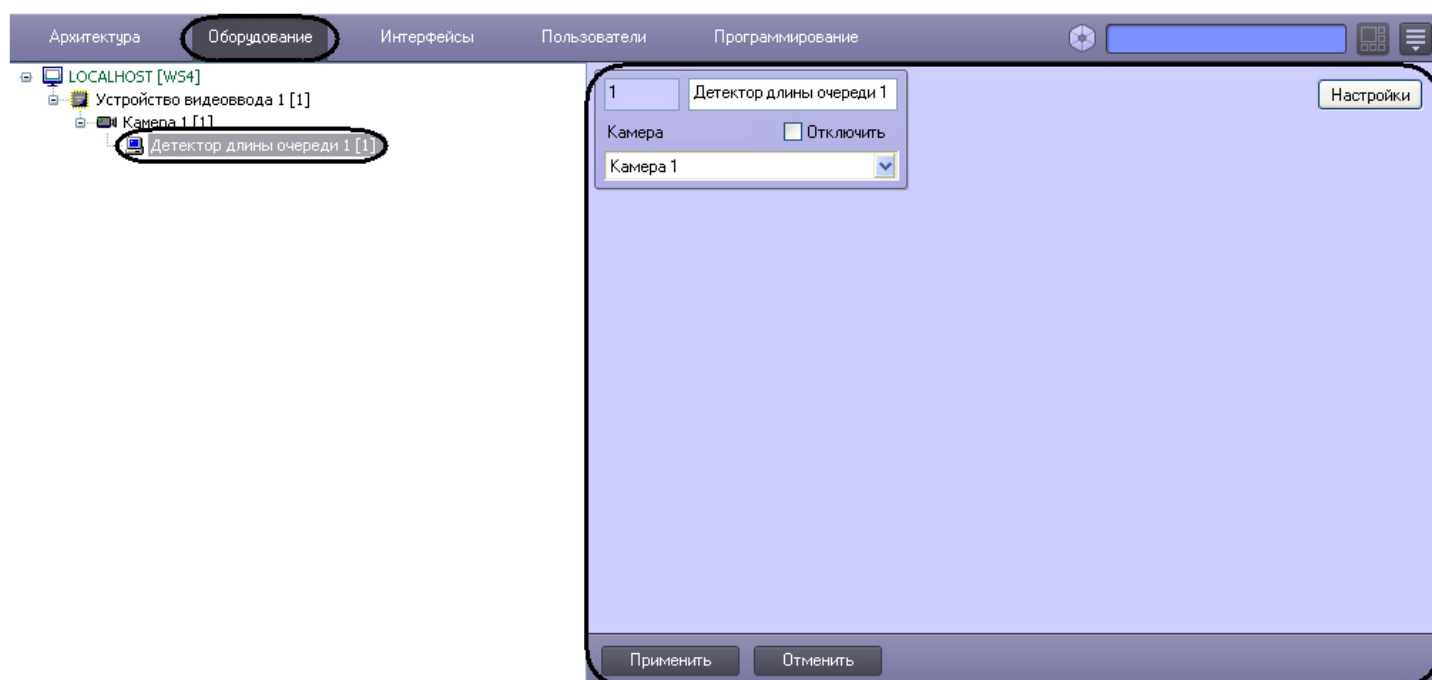 Архитектура Оборудование Интерфейсы Пользователи Программирование
LOCALHOST [WS4]
Устройство видеоввода 1 [1]
Камера 1 [1]
Детектор длины очереди 1 [1]
1 Детектор длины очереди 1
Настройки
Камера Отключить
Камера 1
Применить Отменить